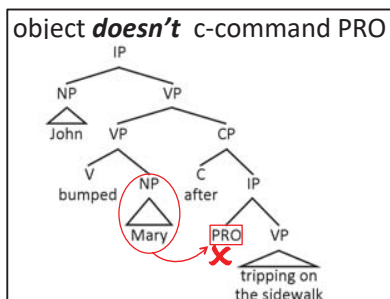 object doesn't c-command PRO
IP
NP VP
John VP CP
V NP C IP
bumped after
Mary PRO VP
tripping on
the sidewalk